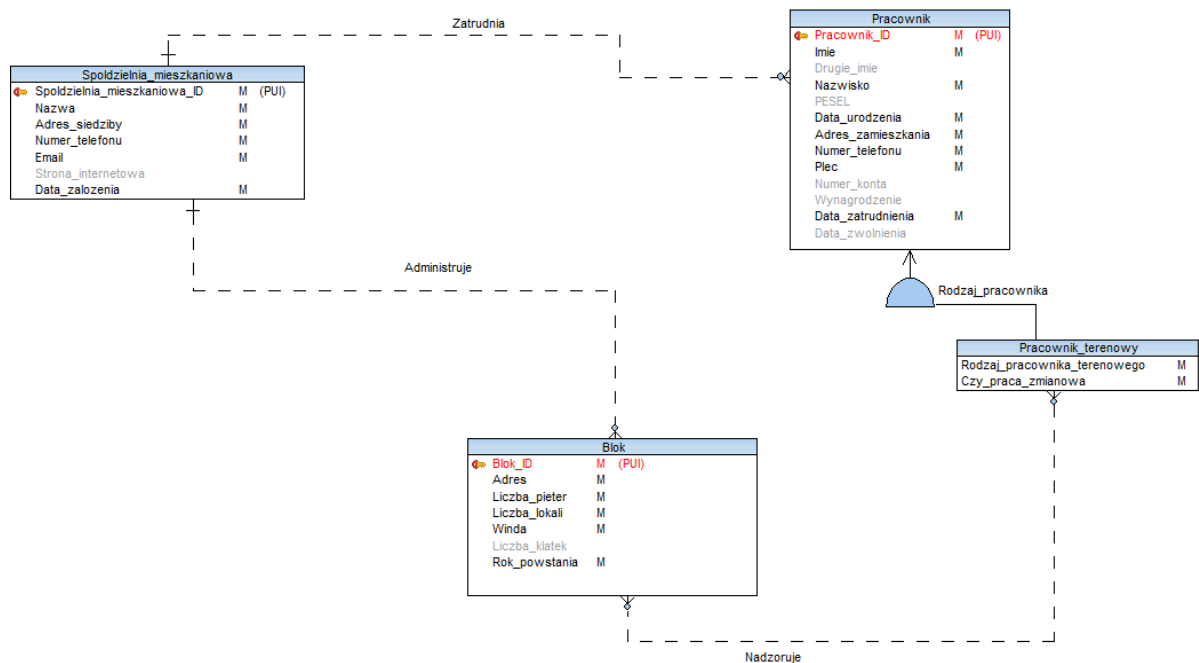 Zatrudnia
Spoldzielnia_mieszkaniowa
Spoldzielnia_mieszkaniowa_ID M (PUI)
Nazwa M
Adres_siedziby M
Numer_telefonu M
Email M
Strona_internetowa
Data_zalozenia M
Pracownik
Pracownik_ID M (PUI)
Imie M
Drugie_imie
Nazwisko M
PESEL
Data_urodzenia M
Adres_zamieszkania M
Numer_telefonu M
Plec M
Numer_konta
Wynagrodzenie
Data_zatrudnienia M
Data_zwolnienia
Administruje
Rodzaj_pracownika
Pracownik_terenowy
Rodzaj_pracownika_terenowego M
Czy_praca_zmianowa M
Blok
Blok_ID M (PUI)
Adres M
Liczba_pieter M
Liczba_lokali M
Winda M
Liczba_klatek
Rok_powstania M
Nadzoruje